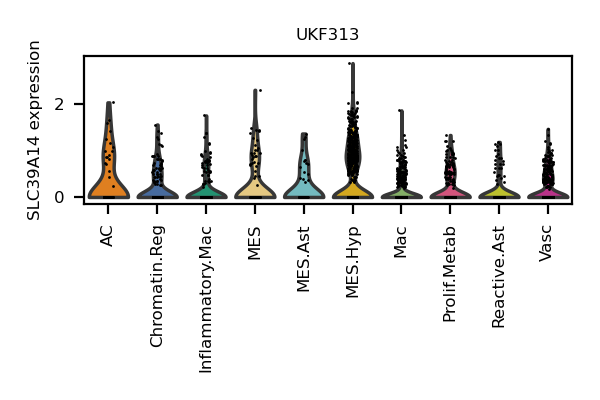 UKF313
SLC39A14 expression
2
0
AC
Chromatin.Reg
Inflammatory.Mac
MES
MES.Ast
MES.Hyp
Mac
Prolif.Metab
Reactive.Ast
Vasc